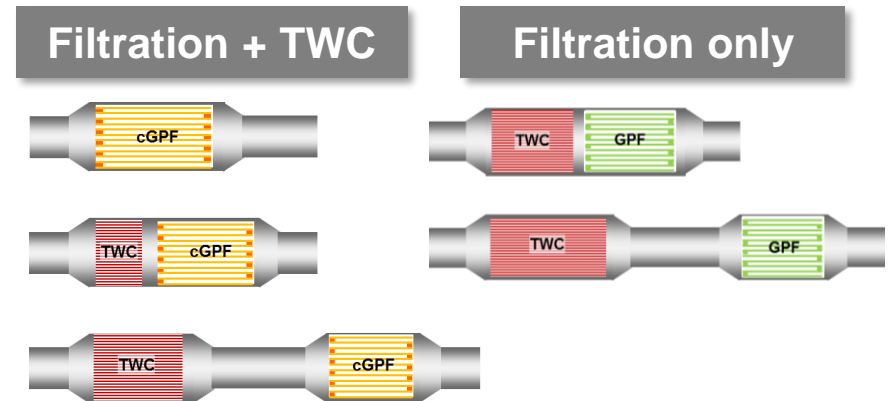 Filtration + TWC
Filtration only
cGPF
TWC GPF
TWC cGPF
TWC GPF
TWC cGPF